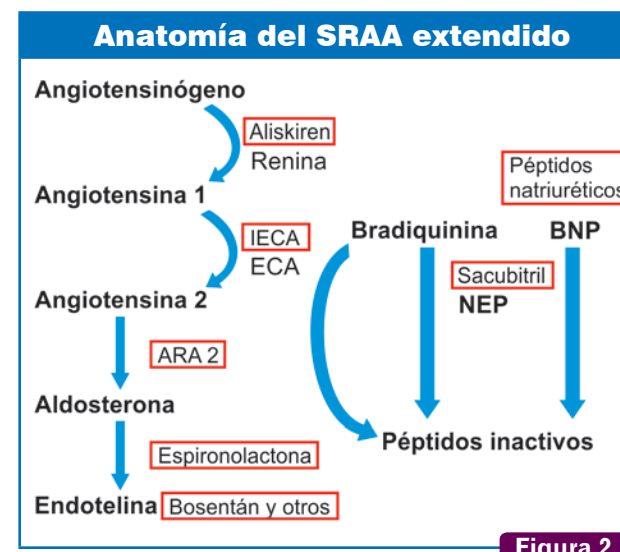 Anatomía del SRAA extendido
Angiotensinógeno
Aliskiren
Renina
Angiotensina 1
IECA
ECA
Angiotensina 2
ARA 2
Aldosterona
Espironolactona
Endotelina
Bosentán y otros
Péptidos
natriuréticos
Bradiquinina
BNP
Sacubitril
NEP
Péptidos inactivos
Figura 2